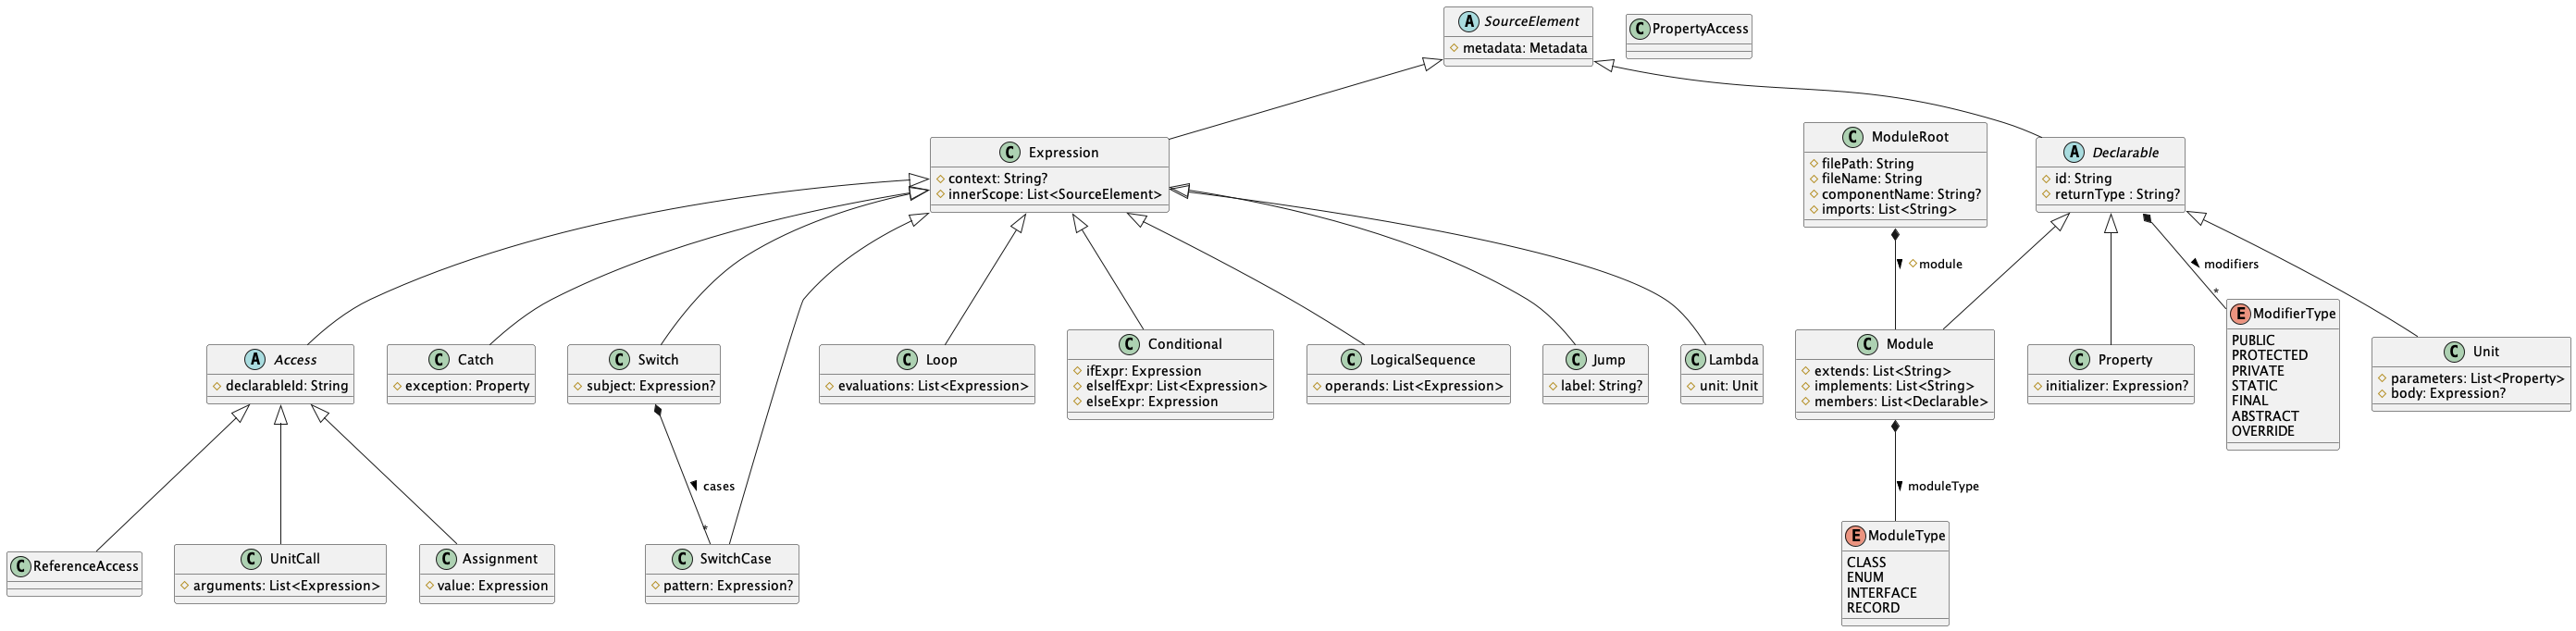 A SourceElement
metadata: Metadata
C PropertyAccess
C Expression
context: String?
innerScope: List<SourceElement>
C ModuleRoot
filePath: String
fileName: String
componentName: String?
imports: List<String>
A Declarable
id: String
returnType : String?
module
modifiers
*
A Access
declarableId: String
C Catch
exception: Property
C Switch
subject: Expression?
C Loop
evaluations: List<Expression>
C Conditional
ifExpr: Expression
elseIfExpr: List<Expression>
elseExpr: Expression
C LogicalSequence
operands: List<Expression>
C Jump
label: String?
C Lambda
unit: Unit
C Module
extends: List<String>
implements: List<String>
members: List<Declarable>
C Property
initializer: Expression?
E ModifierType
PUBLIC
PROTECTED
PRIVATE
STATIC
FINAL
ABSTRACT
OVERRIDE
C Unit
parameters: List<Property>
body: Expression?
cases
*
moduleType
C ReferenceAccess
C UnitCall
arguments: List<Expression>
C Assignment
value: Expression
C SwitchCase
pattern: Expression?
E ModuleType
CLASS
ENUM
INTERFACE
RECORD